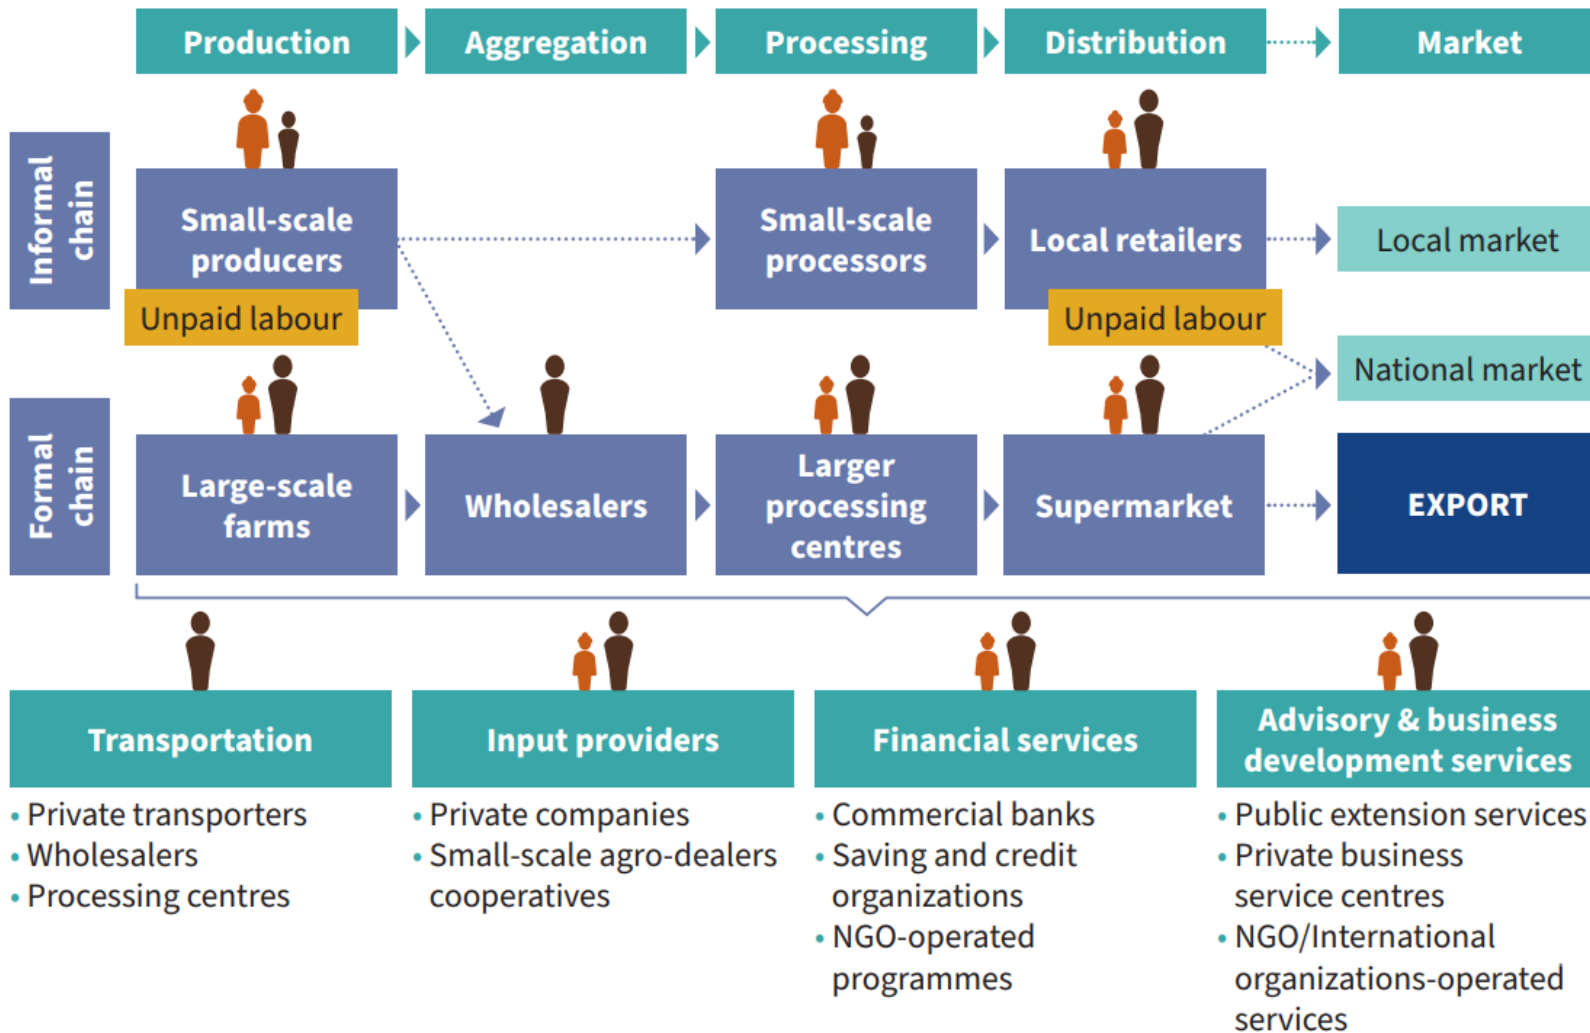 Production
Aggregation
Processing
Distribution
Market
Informal
chain
Small-scale
producers
Unpaid labour
Small-scale
processors
Local retailers
Unpaid labour
Local market
National market
Formal
chain
Large-scale
farms
Wholesalers
Larger
processing
centres
Supermarket
EXPORT
Transportation
• Private transporters
• Wholesalers
• Processing centres
Input providers
• Private companies
• Small-scale agro-dealers
cooperatives
Financial services
• Commercial banks
• Saving and credit
organizations
• NGO-operated
programmes
Advisory & business
development services
• Public extension services
• Private business
service centres
• NGO/International
organizations-operated
services